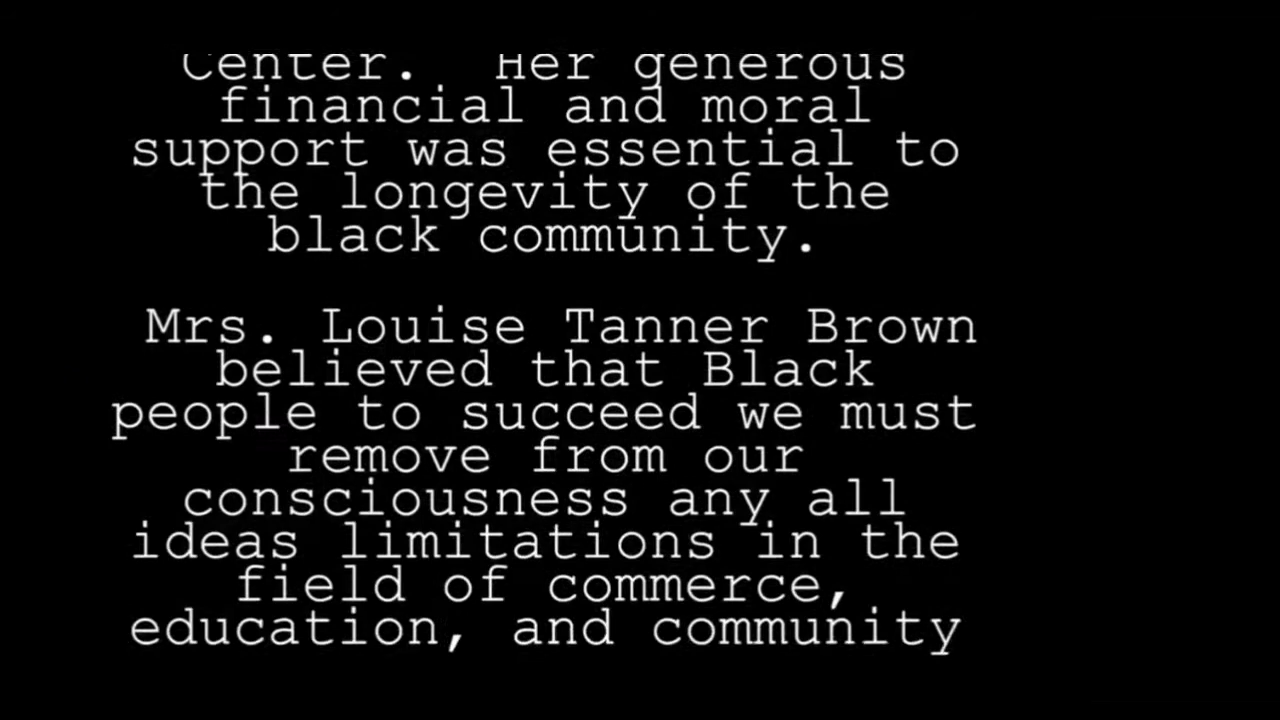 Center.  Her generous
financial and moral
support was essential to
the longevity of the
black community.
Mrs. Louise Tanner Brown
believed that Black
people to succeed we must
remove from our
consciousness any all
ideas limitations in the
field of commerce,
education, and community